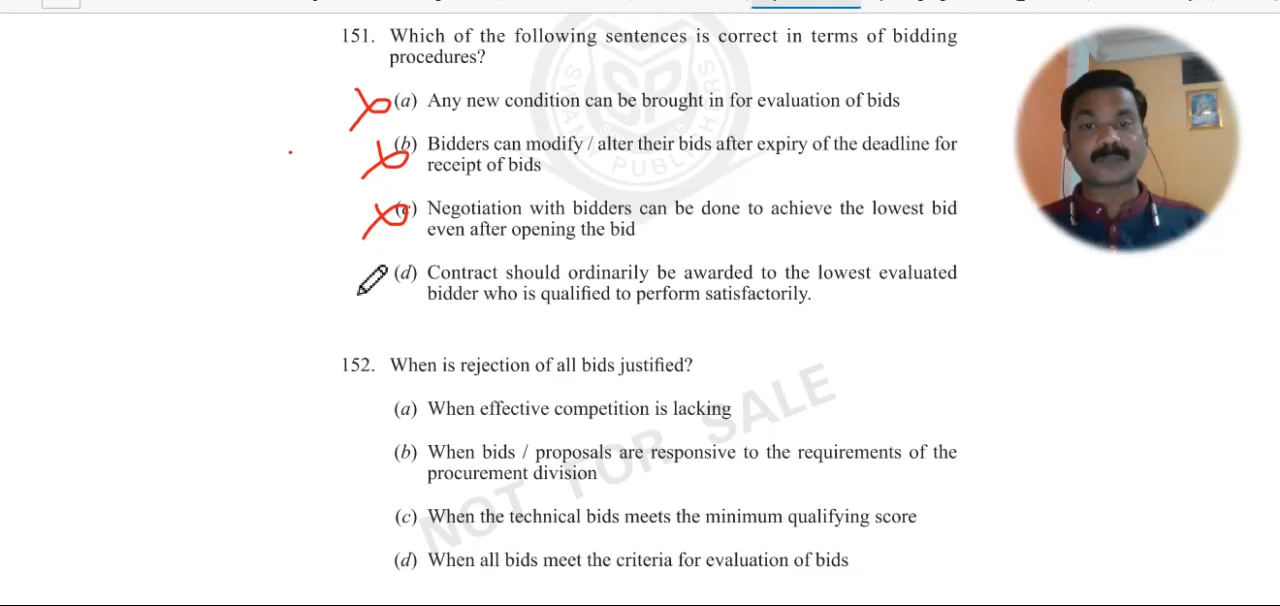 151. Which of the following sentences is correct in terms of bidding
procedures?
(a) Any new condition can be brought in for evaluation of bids
(b) Bidders can modify / alter their bids after expiry of the deadline for
receipt of bids
(c) Negotiation with bidders can be done to achieve the lowest bid
even after opening the bid
(d) Contract should ordinarily be awarded to the lowest evaluated
bidder who is qualified to perform satisfactorily.
152. When is rejection of all bids justified?
(a) When effective competition is lacking
(b) When bids / proposals are responsive to the requirements of the
procurement division
(c) When the technical bids meets the minimum qualifying score
(d) When all bids meet the criteria for evaluation of bids
NOT FOR SALE